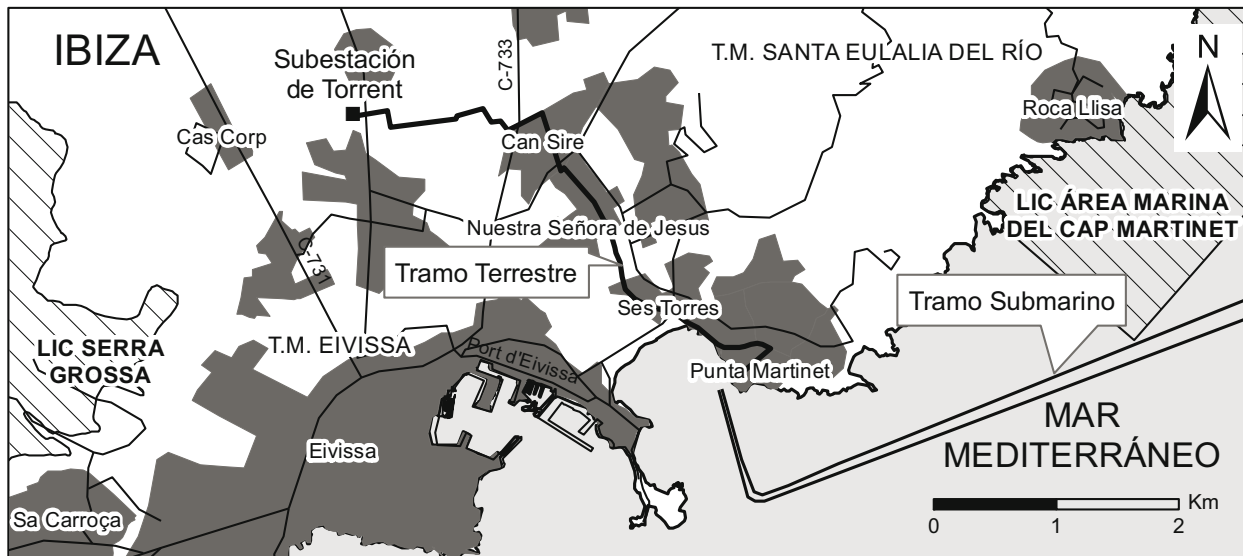 IBIZA
Subestación
de Torrent
C-733
T.M. SANTA EULALIA DEL RÍO
N
Roca Llisa
Cas Corp
Can Sire
LIC ÁREA MARINA
DEL CAP MARTINET
Nuestra Señora de Jesus
C-731
Tramo Terrestre
Tramo Submarino
Ses Torres
LIC SERRA
GROSSA
T.M. EIVISSA
Port d'Eivissa
Punta Martinet
MAR
MEDITERRÁNEO
Eivissa
Km
Sa Carroça
0 1 2